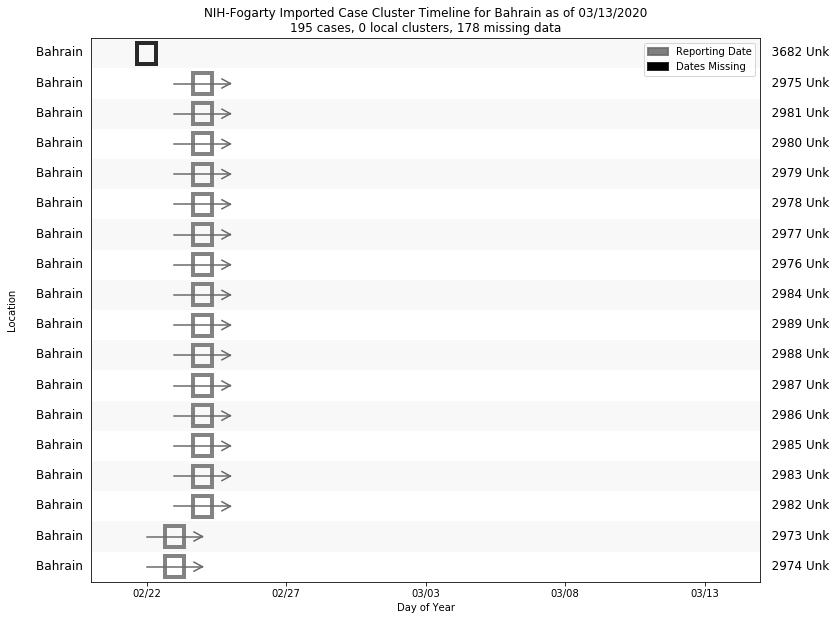 NIH-Fogarty Imported Case Cluster Timeline for Bahrain as of 03/13/2020
195 cases, 0 local clusters, 178 missing data
Reporting Date
Dates Missing
Bahrain 3682 Unk
Bahrain 2975 Unk
Bahrain 2981 Unk
Bahrain 2980 Unk
Bahrain 2979 Unk
Bahrain 2978 Unk
Bahrain 2977 Unk
Bahrain 2976 Unk
Bahrain 2984 Unk
Bahrain 2989 Unk
Bahrain 2988 Unk
Bahrain 2987 Unk
Bahrain 2986 Unk
Bahrain 2985 Unk
Bahrain 2983 Unk
Bahrain 2982 Unk
Bahrain 2973 Unk
Bahrain 2974 Unk
Location
02/22 02/27 03/03 03/08 03/13
Day of Year